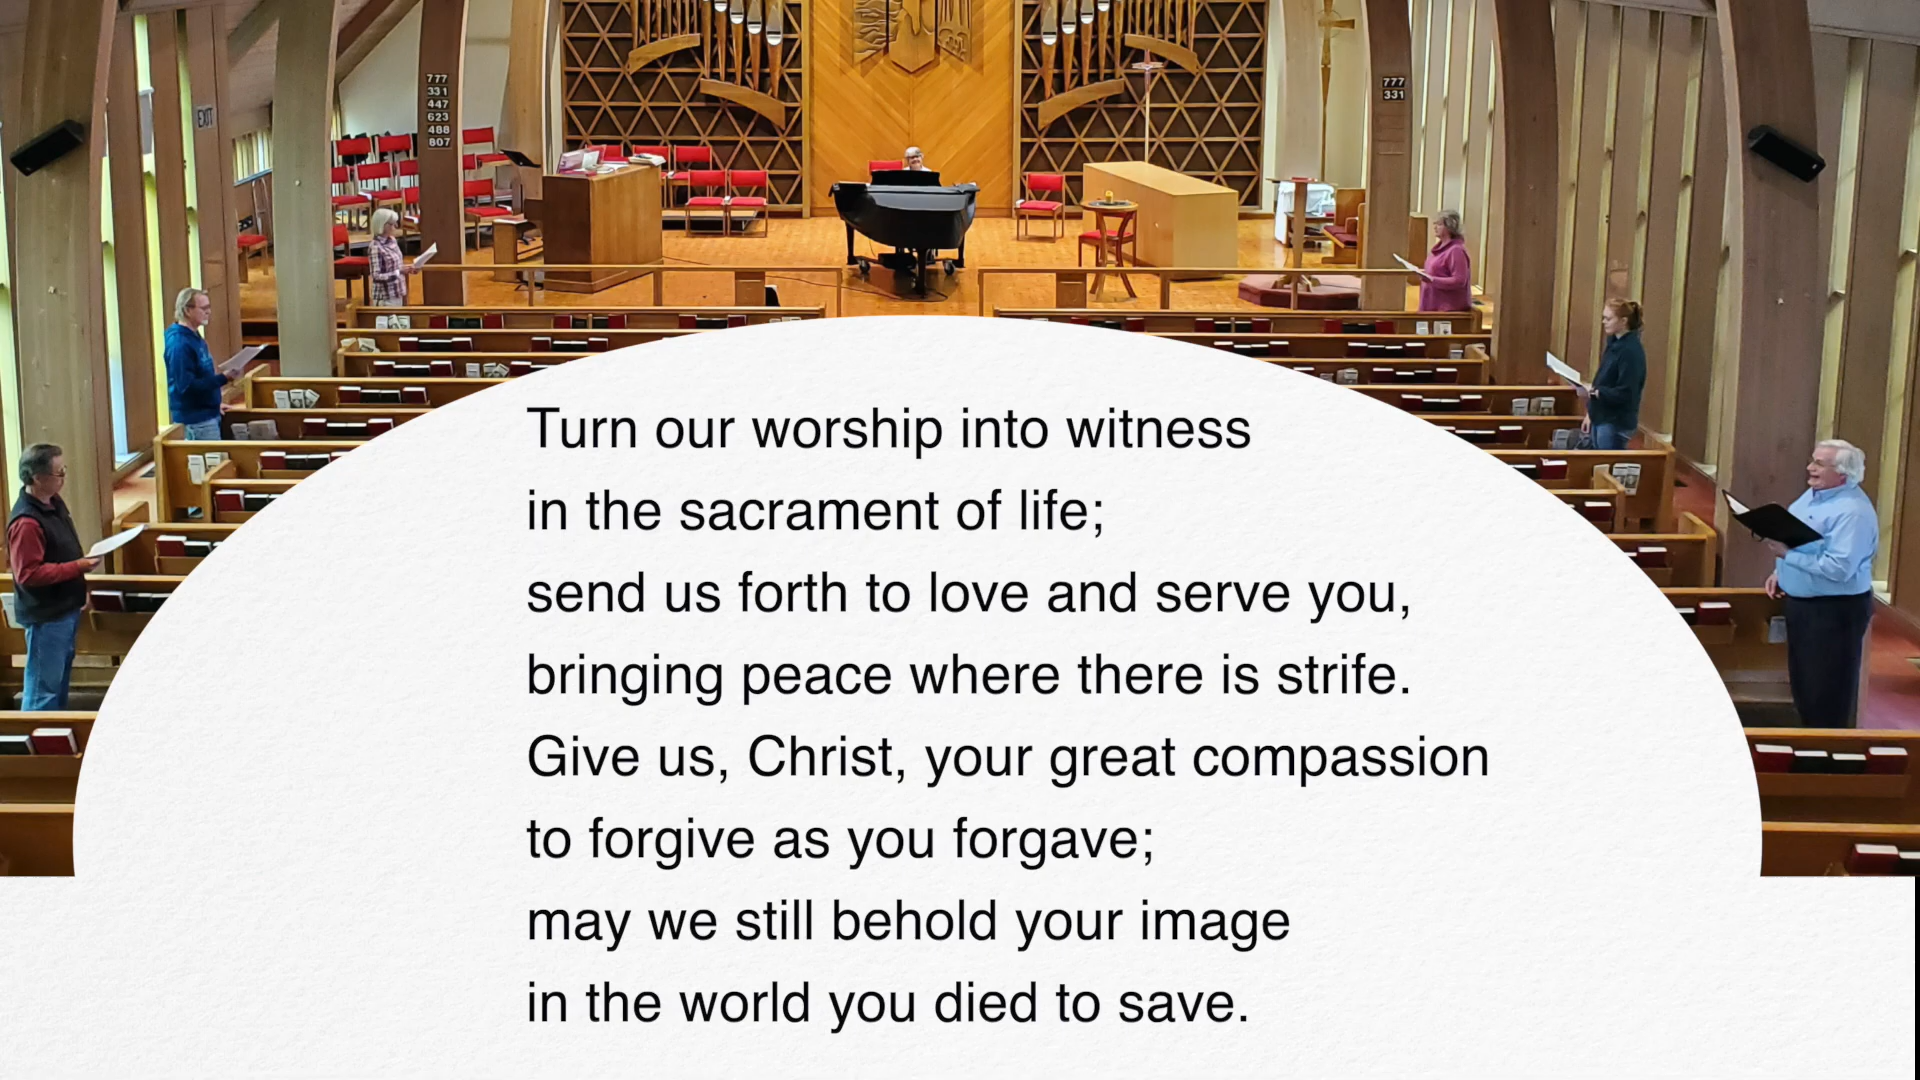 777
331
447
623
488
807
EXIT
777
331
Turn our worship into witness
in the sacrament of life;
send us forth to love and serve you,
bringing peace where there is strife.
Give us, Christ, your great compassion
to forgive as you forgave;
may we still behold your image
in the world you died to save.